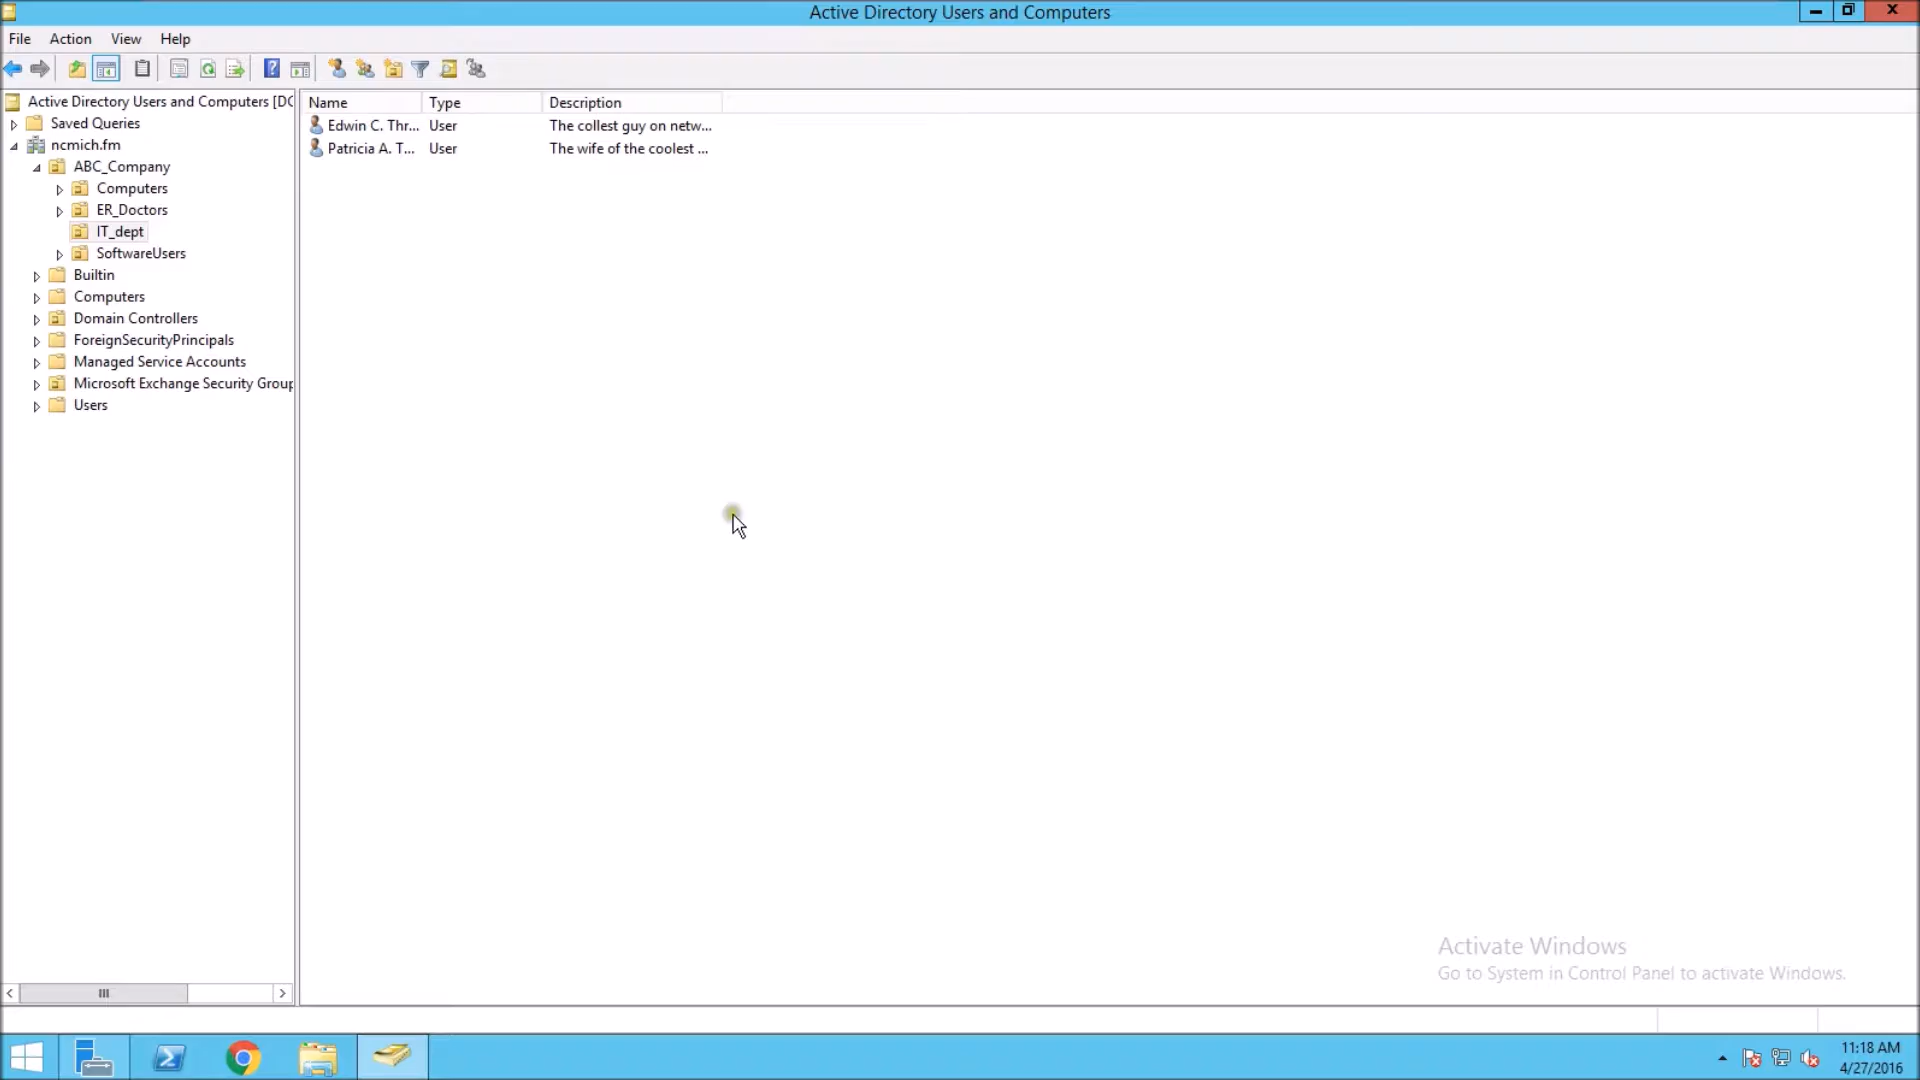 Active Directory Users and Computers
File Action View Help
Active Directory Users and Computers [DC
Saved Queries
ncmich.fm
ABC_Company
Computers
ER_Doctors
IT_dept
SoftwareUsers
Builtin
Computers
Domain Controllers
ForeignSecurityPrincipals
Managed Service Accounts
Microsoft Exchange Security Group
Users
Name Type Description
Edwin C. Thr... User The collest guy on netw...
Patricia A. T... User The wife of the coolest ...
Activate Windows
Go to System in Control Panel to activate Windows.
11:18 AM
4/27/2016